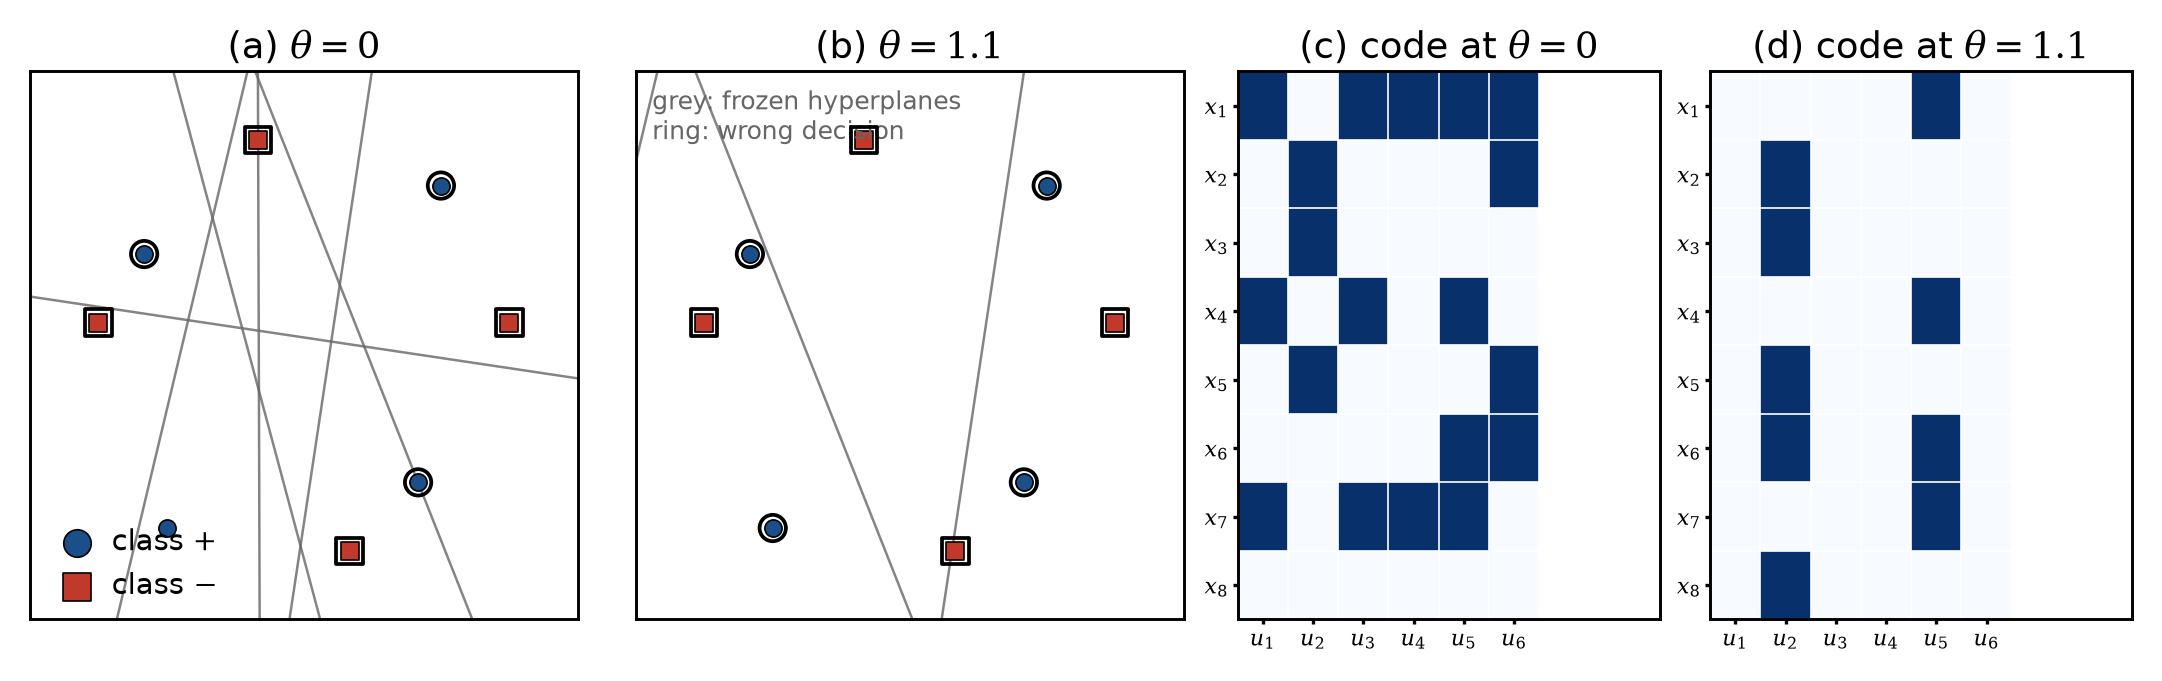 (a) θ = 0
class +
class −
(b) θ = 1.1
grey: frozen hyperplanes
ring: wrong decision
(c) code at θ = 0
x₁
x₂
x₃
x₄
x₅
x₆
x₇
x₈
u₁ u₂ u₃ u₄ u₅ u₆
(d) code at θ = 1.1
x₁
x₂
x₃
x₄
x₅
x₆
x₇
x₈
u₁ u₂ u₃ u₄ u₅ u₆